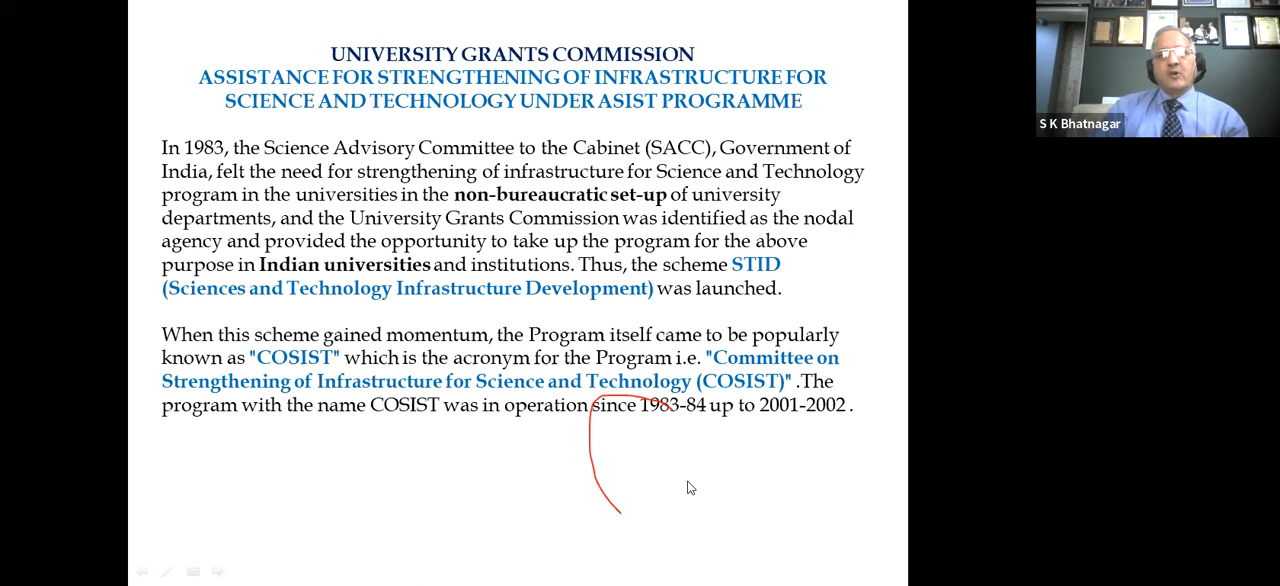 UNIVERSITY GRANTS COMMISSION
ASSISTANCE FOR STRENGTHENING OF INFRASTRUCTURE FOR
SCIENCE AND TECHNOLOGY UNDER ASIST PROGRAMME
In 1983, the Science Advisory Committee to the Cabinet (SACC), Government of
India, felt the need for strengthening of infrastructure for Science and Technology
program in the universities in the non-bureaucratic set-up of university
departments, and the University Grants Commission was identified as the nodal
agency and provided the opportunity to take up the program for the above
purpose in Indian universities and institutions. Thus, the scheme STID
(Sciences and Technology Infrastructure Development) was launched.
When this scheme gained momentum, the Program itself came to be popularly
known as "COSIST" which is the acronym for the Program i.e. "Committee on
Strengthening of Infrastructure for Science and Technology (COSIST)" .The
program with the name COSIST was in operation since 1983-84 up to 2001-2002 .
S K Bhatnagar